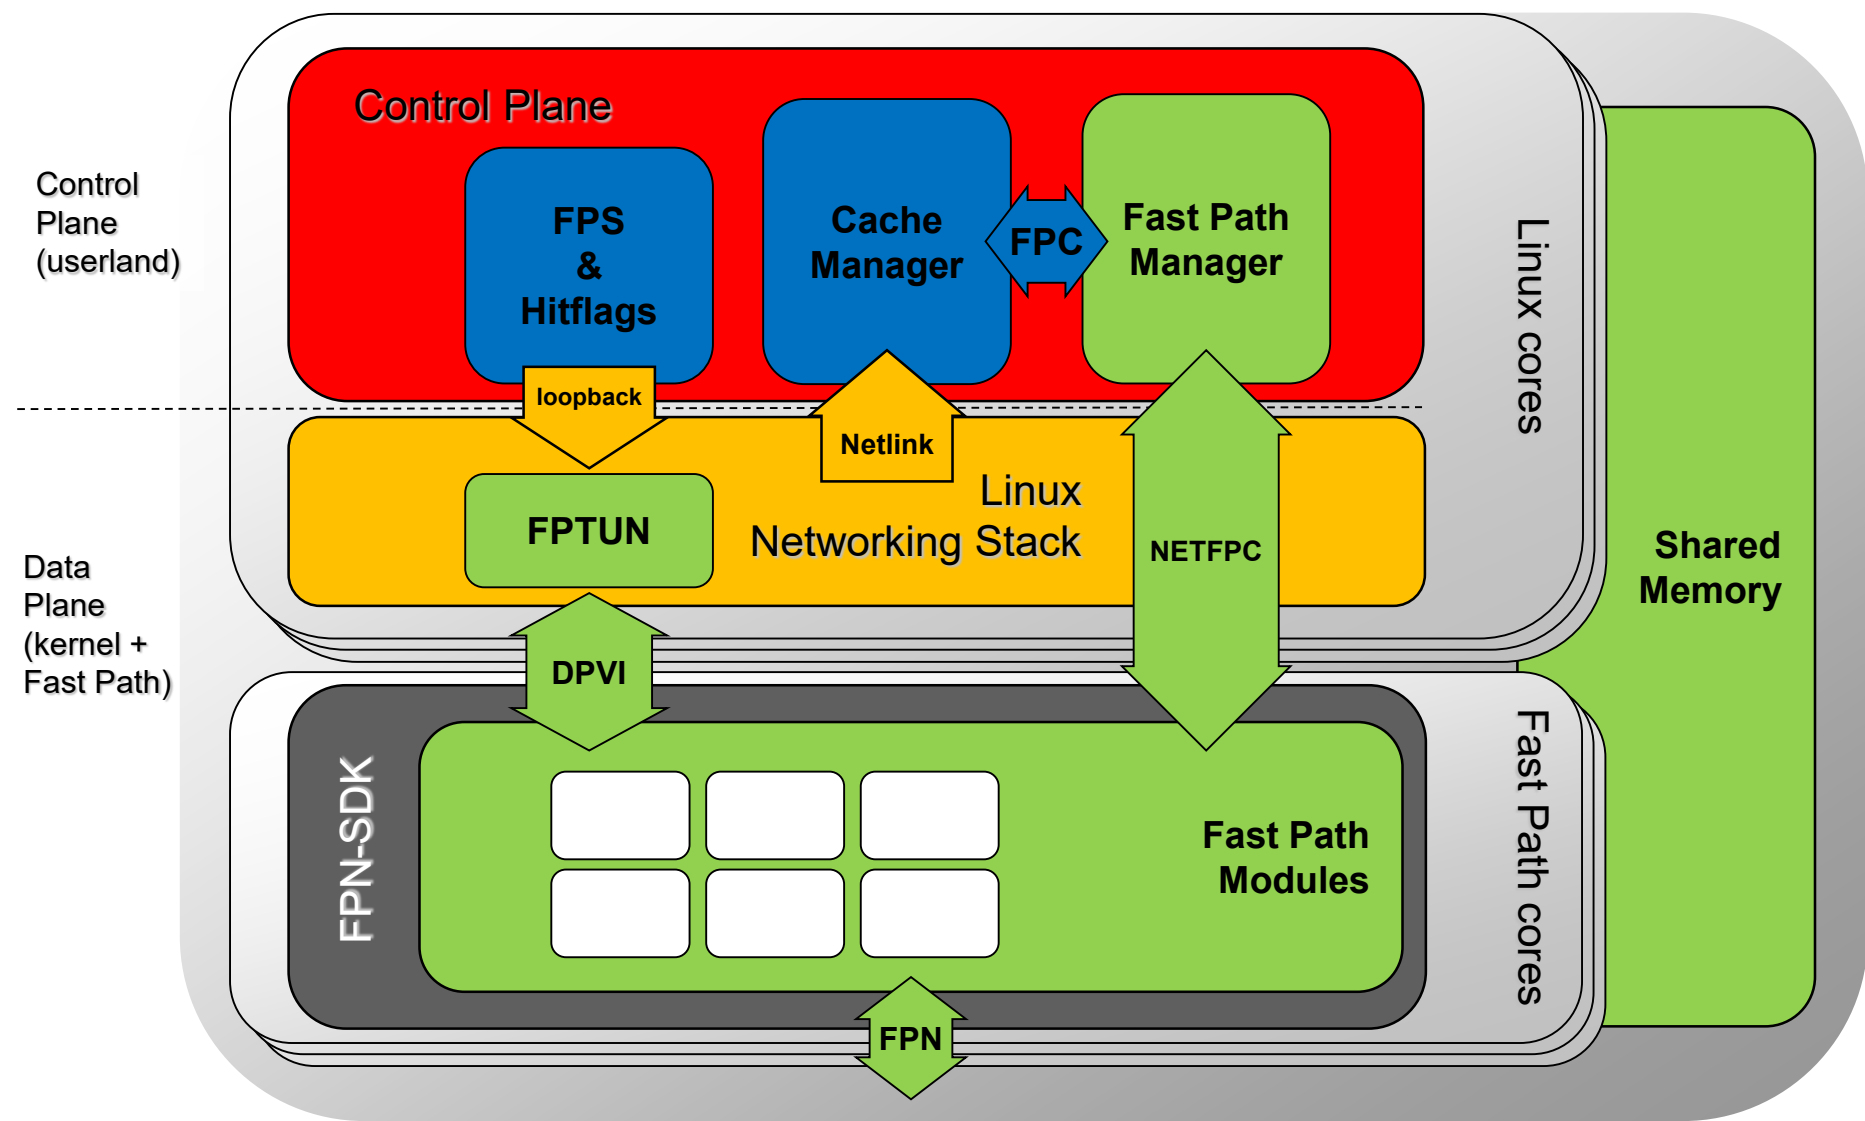 Control Plane
Control
Plane
(userland)
FPS
&
Hitflags
Cache
Manager
FPC
Fast Path
Manager
Linux cores
loopback
Netlink
Linux
Networking Stack
FPTUN
NETFPC
Shared
Memory
Data
Plane
(kernel +
Fast Path)
DPVI
FPN-SDK
Fast Path
Modules
Fast Path cores
FPN